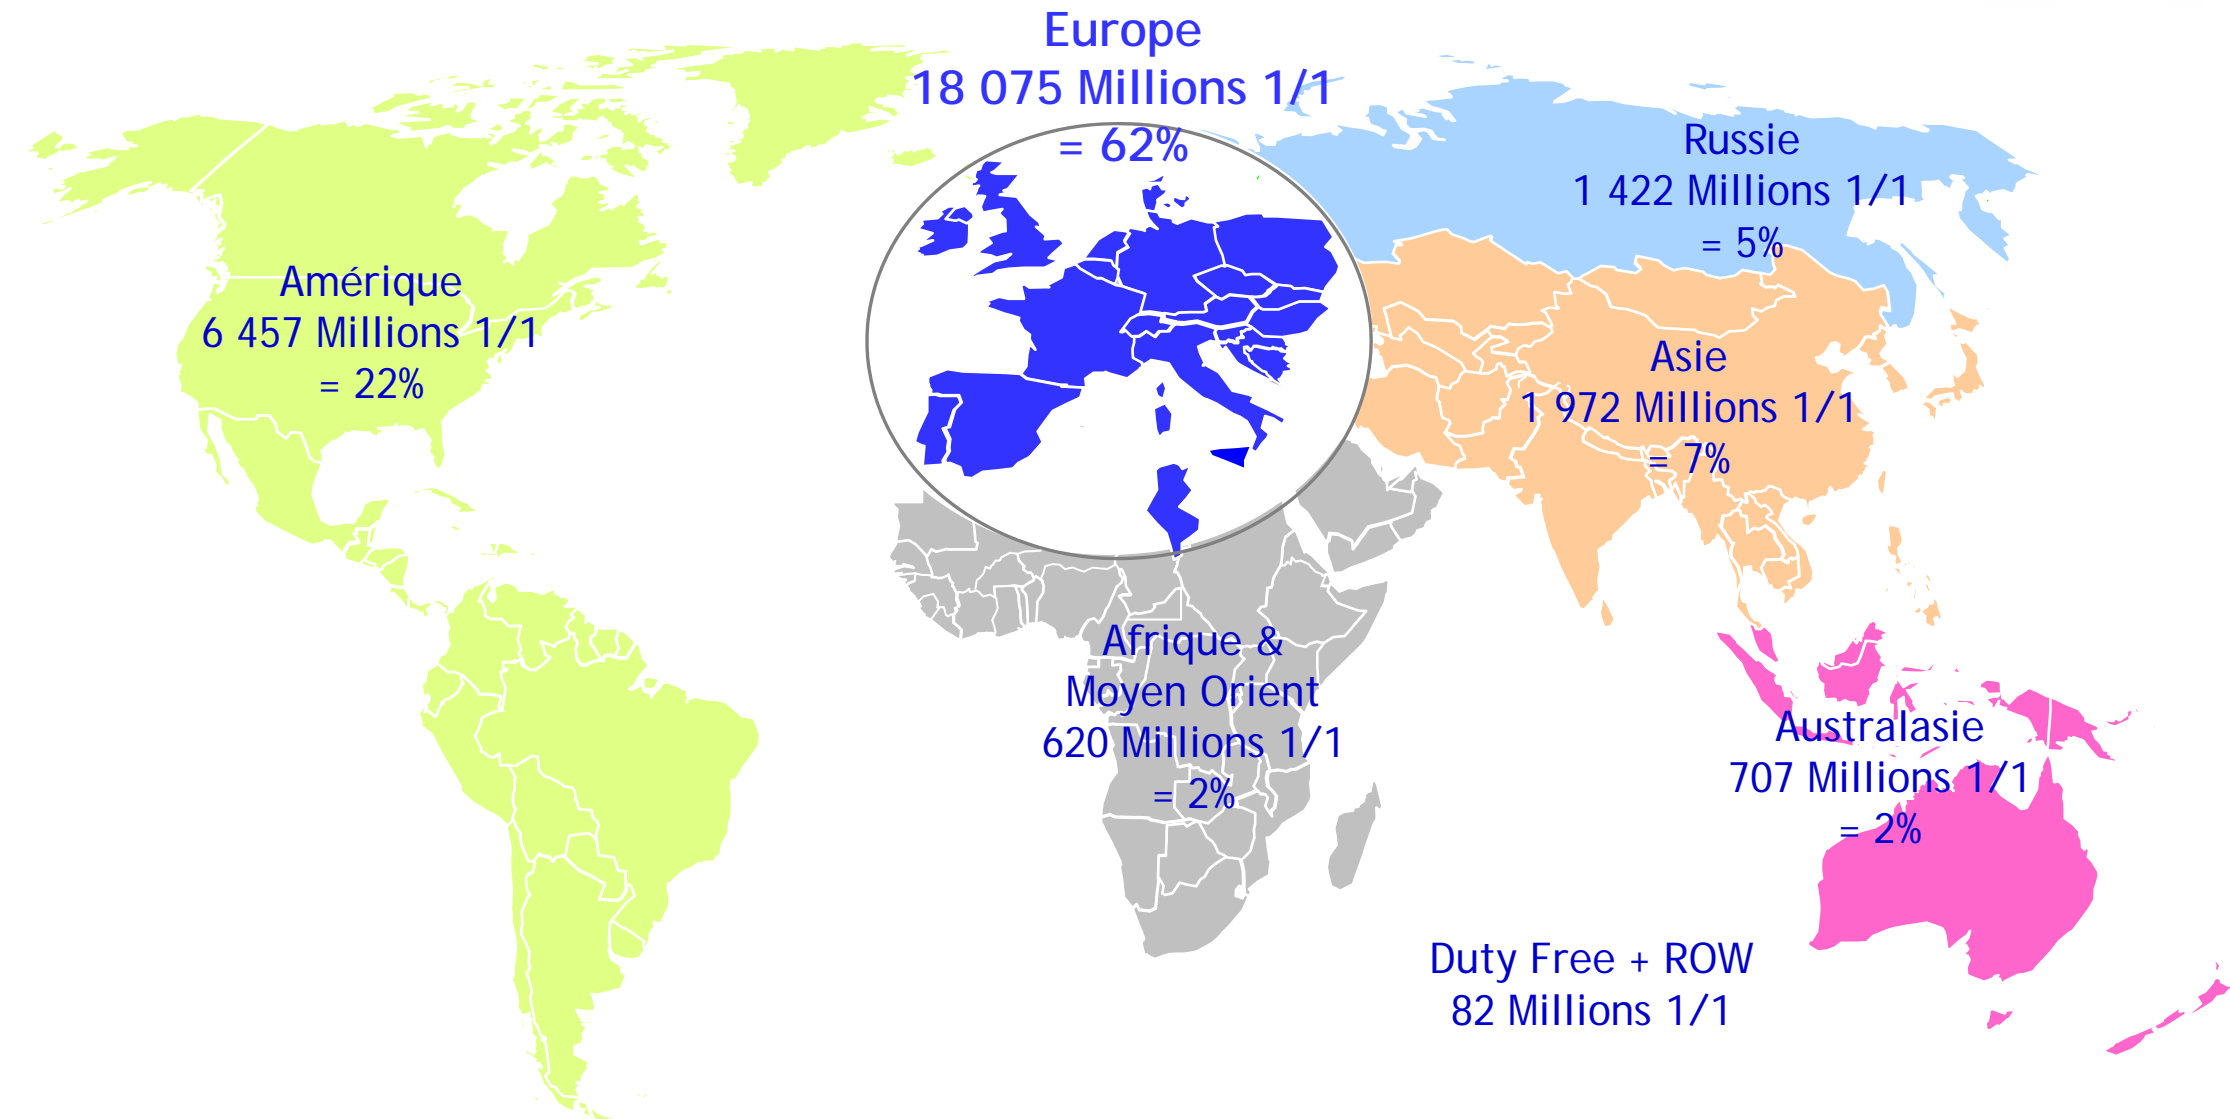 Europe
18 075 Millions 1/1
= 62%
Russie
1 422 Millions 1/1
= 5%
Amérique
6 457 Millions 1/1
= 22%
Asie
1 972 Millions 1/1
= 7%
Afrique &
Moyen Orient
620 Millions 1/1
= 2%
Australasie
707 Millions 1/1
= 2%
Duty Free + ROW
82 Millions 1/1